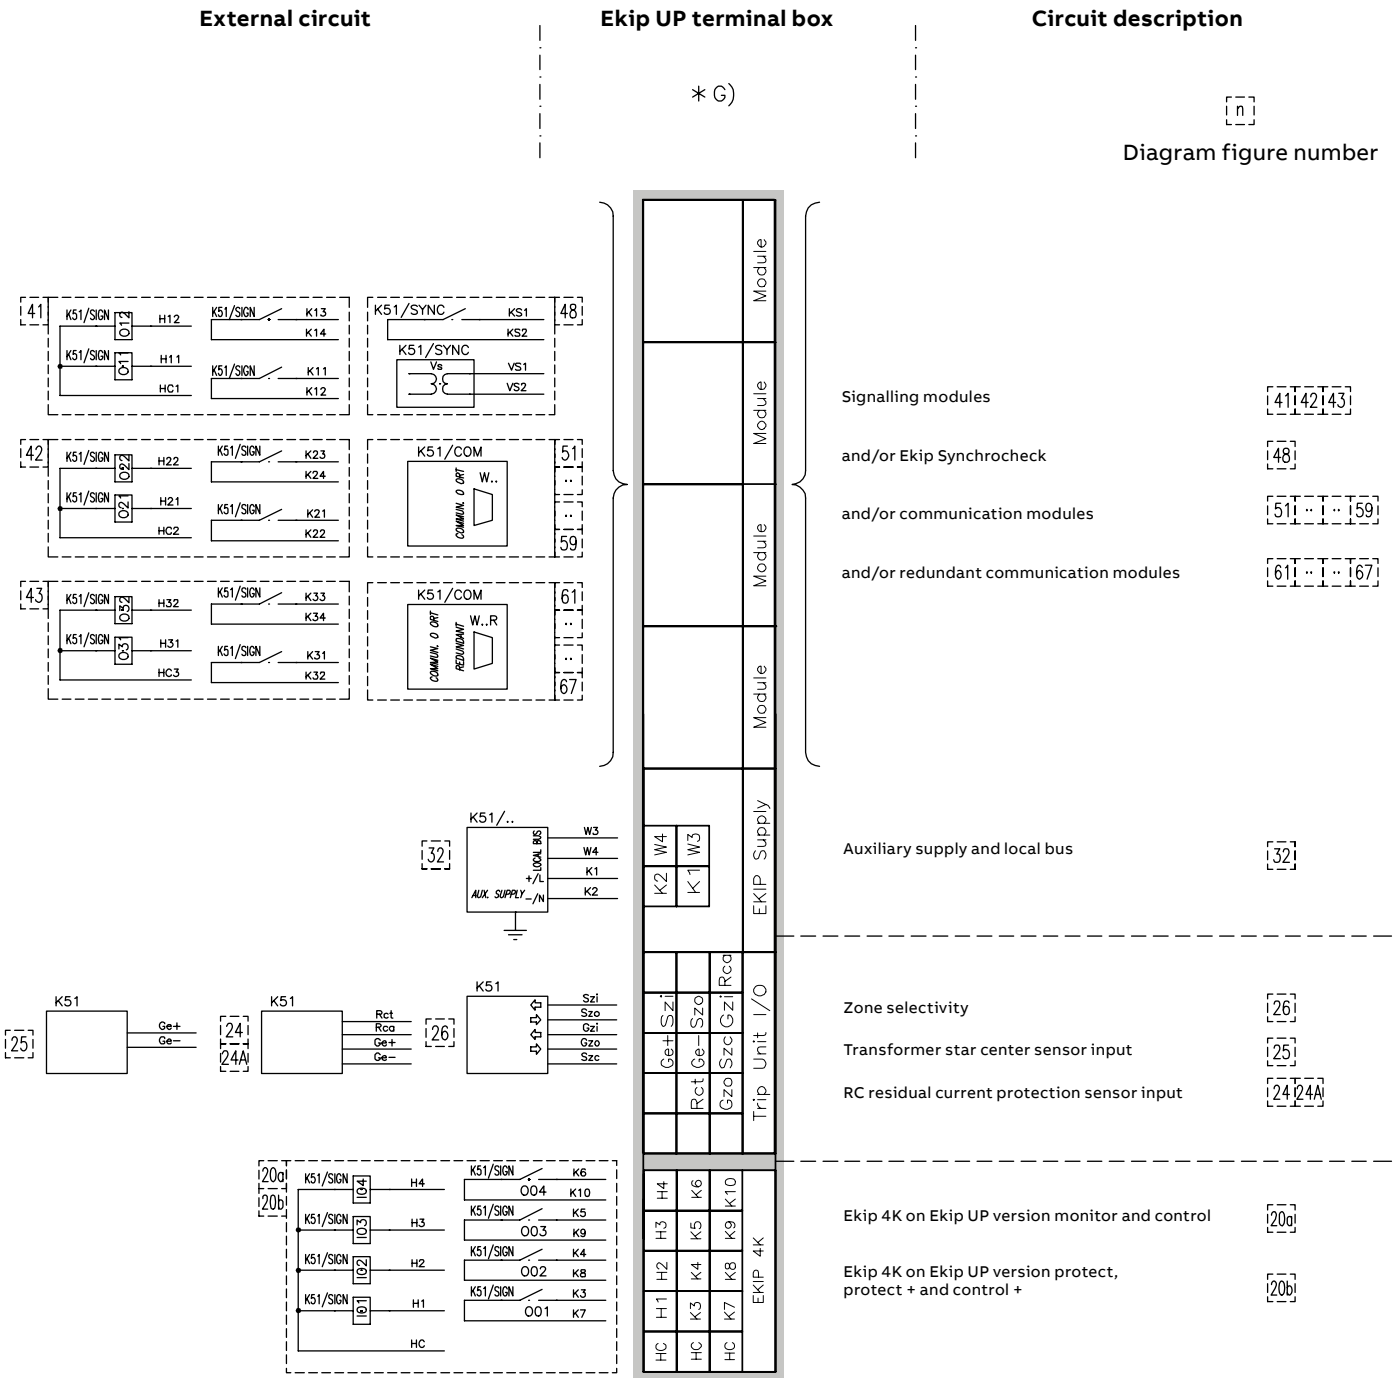 External circuit
Ekip UP terminal box
Circuit description
* G)
n
Diagram figure number
Module
Module
Module
Module
41
K51/SIGN
O12
H12
K51/SIGN
O11
H11
HC1
K51/SIGN
K13
K14
K51/SIGN
K11
K12
K51/SYNC
KS1
KS2
K51/SYNC
Vs
VS1
VS2
48
42
K51/SIGN
O22
H22
K51/SIGN
O21
H21
HC2
K51/SIGN
K23
K24
K51/SIGN
K21
K22
K51/COM
COMMUN. O ORT
W..
51
..
..
59
43
K51/SIGN
O32
H32
K51/SIGN
O31
H31
HC3
K51/SIGN
K33
K34
K51/SIGN
K31
K32
K51/COM
COMMUN. O ORT
REDUNDANT
W..R
61
..
..
67
Signalling modules
41 42 43
and/or Ekip Synchrocheck
48
and/or communication modules
51 .. .. 59
and/or redundant communication modules
61 .. .. 67
32
K51/..
LOCAL BUS
+/L
AUX. SUPPLY
-/N
W3
W4
K1
K2
W4 W3
K2 K1
EKIP Supply
Auxiliary supply and local bus
32
25
K51
Ge+
Ge-
24
24A
K51
Rct
Rca
Ge+
Ge-
26
K51
Szi
Szo
Gzi
Gzo
Szc
Rca
Szi Szo Gzi
Ge+ Ge- Szc
Rct Gzo
Trip Unit I/O
Zone selectivity
26
Transformer star center sensor input
25
RC residual current protection sensor input
24 24A
20a
20b
K51/SIGN
I04
H4
K51/SIGN
I03
H3
K51/SIGN
I02
H2
K51/SIGN
I01
H1
HC
K51/SIGN
K6
O04
K10
K51/SIGN
K5
O03
K9
K51/SIGN
K4
O02
K8
K51/SIGN
K3
O01
K7
H4 K6 K10
H3 K5 K9
H2 K4 K8
H1 K3 K7
HC HC HC
EKIP 4K
Ekip 4K on Ekip UP version monitor and control
20a
Ekip 4K on Ekip UP version protect,
protect + and control +
20b